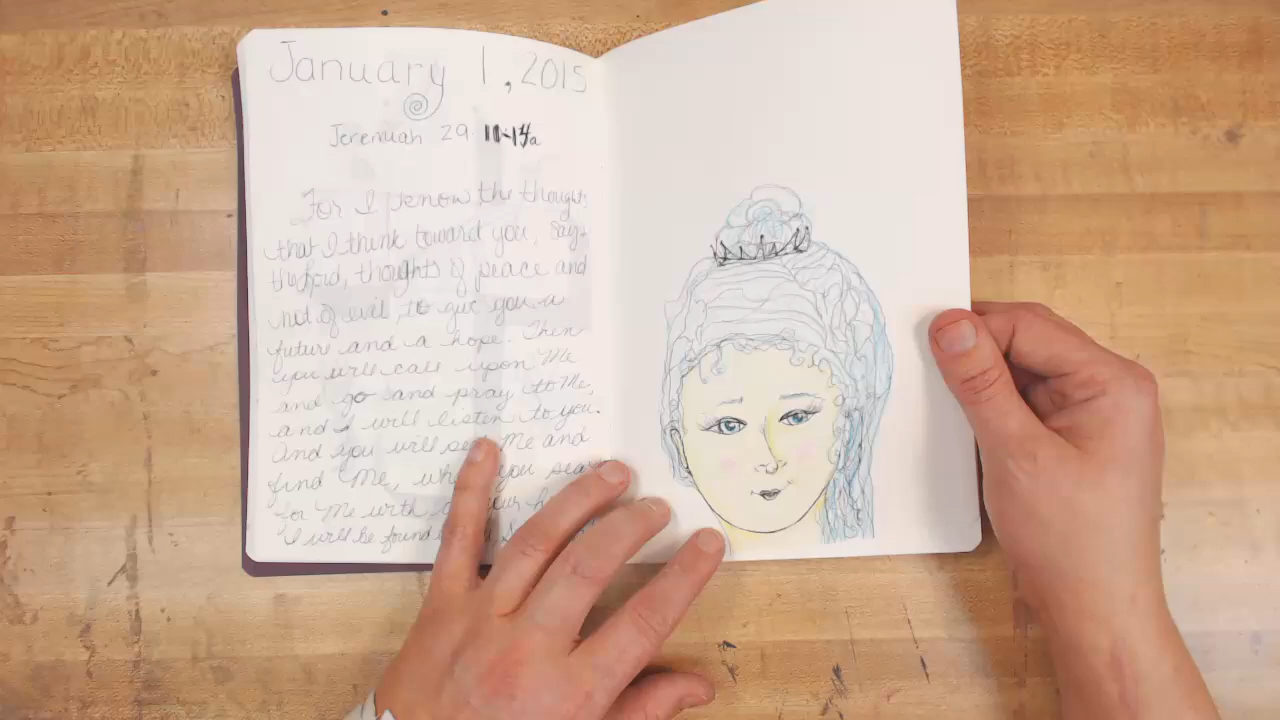 January 1, 2015
Jeremiah 29 11-14a
For I know the thoughts
that I think toward you, says
the Lord, thoughts of peace and
not of evil, to give you a
future and a hope. Then
you will call upon Me
and go and pray to Me,
and I will listen to you.
And you will seek Me and
find Me, when you search
for Me with
I will be found